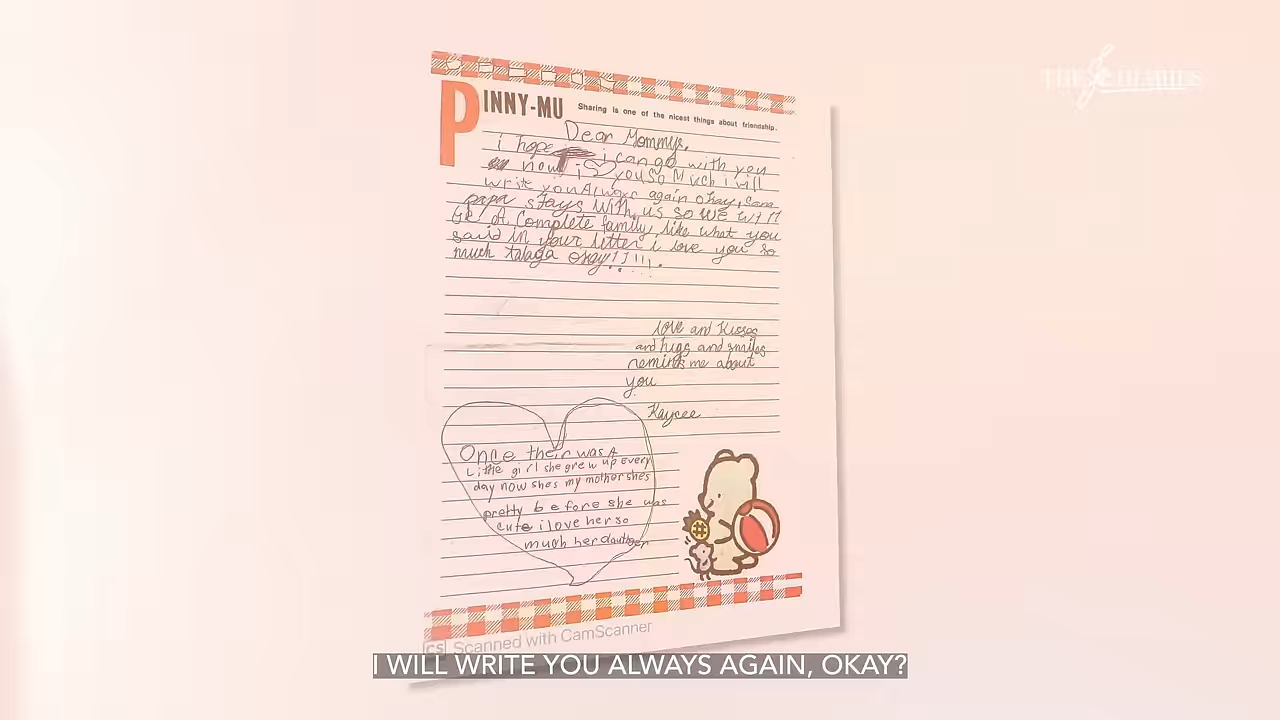 THE JC DIARIES
PINNY-MU Sharing is one of the nicest things about friendship.
Dear Mommy,
i hope i can go with you
now i you so Much i will
write you Always again okay, sana
papa stays with us so we will
be A Complete family, like what you
said in your letter i love you so
much talaga okay!!!!!.
love and kisses
and hugs and smiles
reminds me about
you.
Kaycee
Once their was A
little girl she grew up every
day now shes my mother shes
pretty before she was
cute i love her so
much her daughter
CS Scanned with CamScanner
I WILL WRITE YOU ALWAYS AGAIN, OKAY?